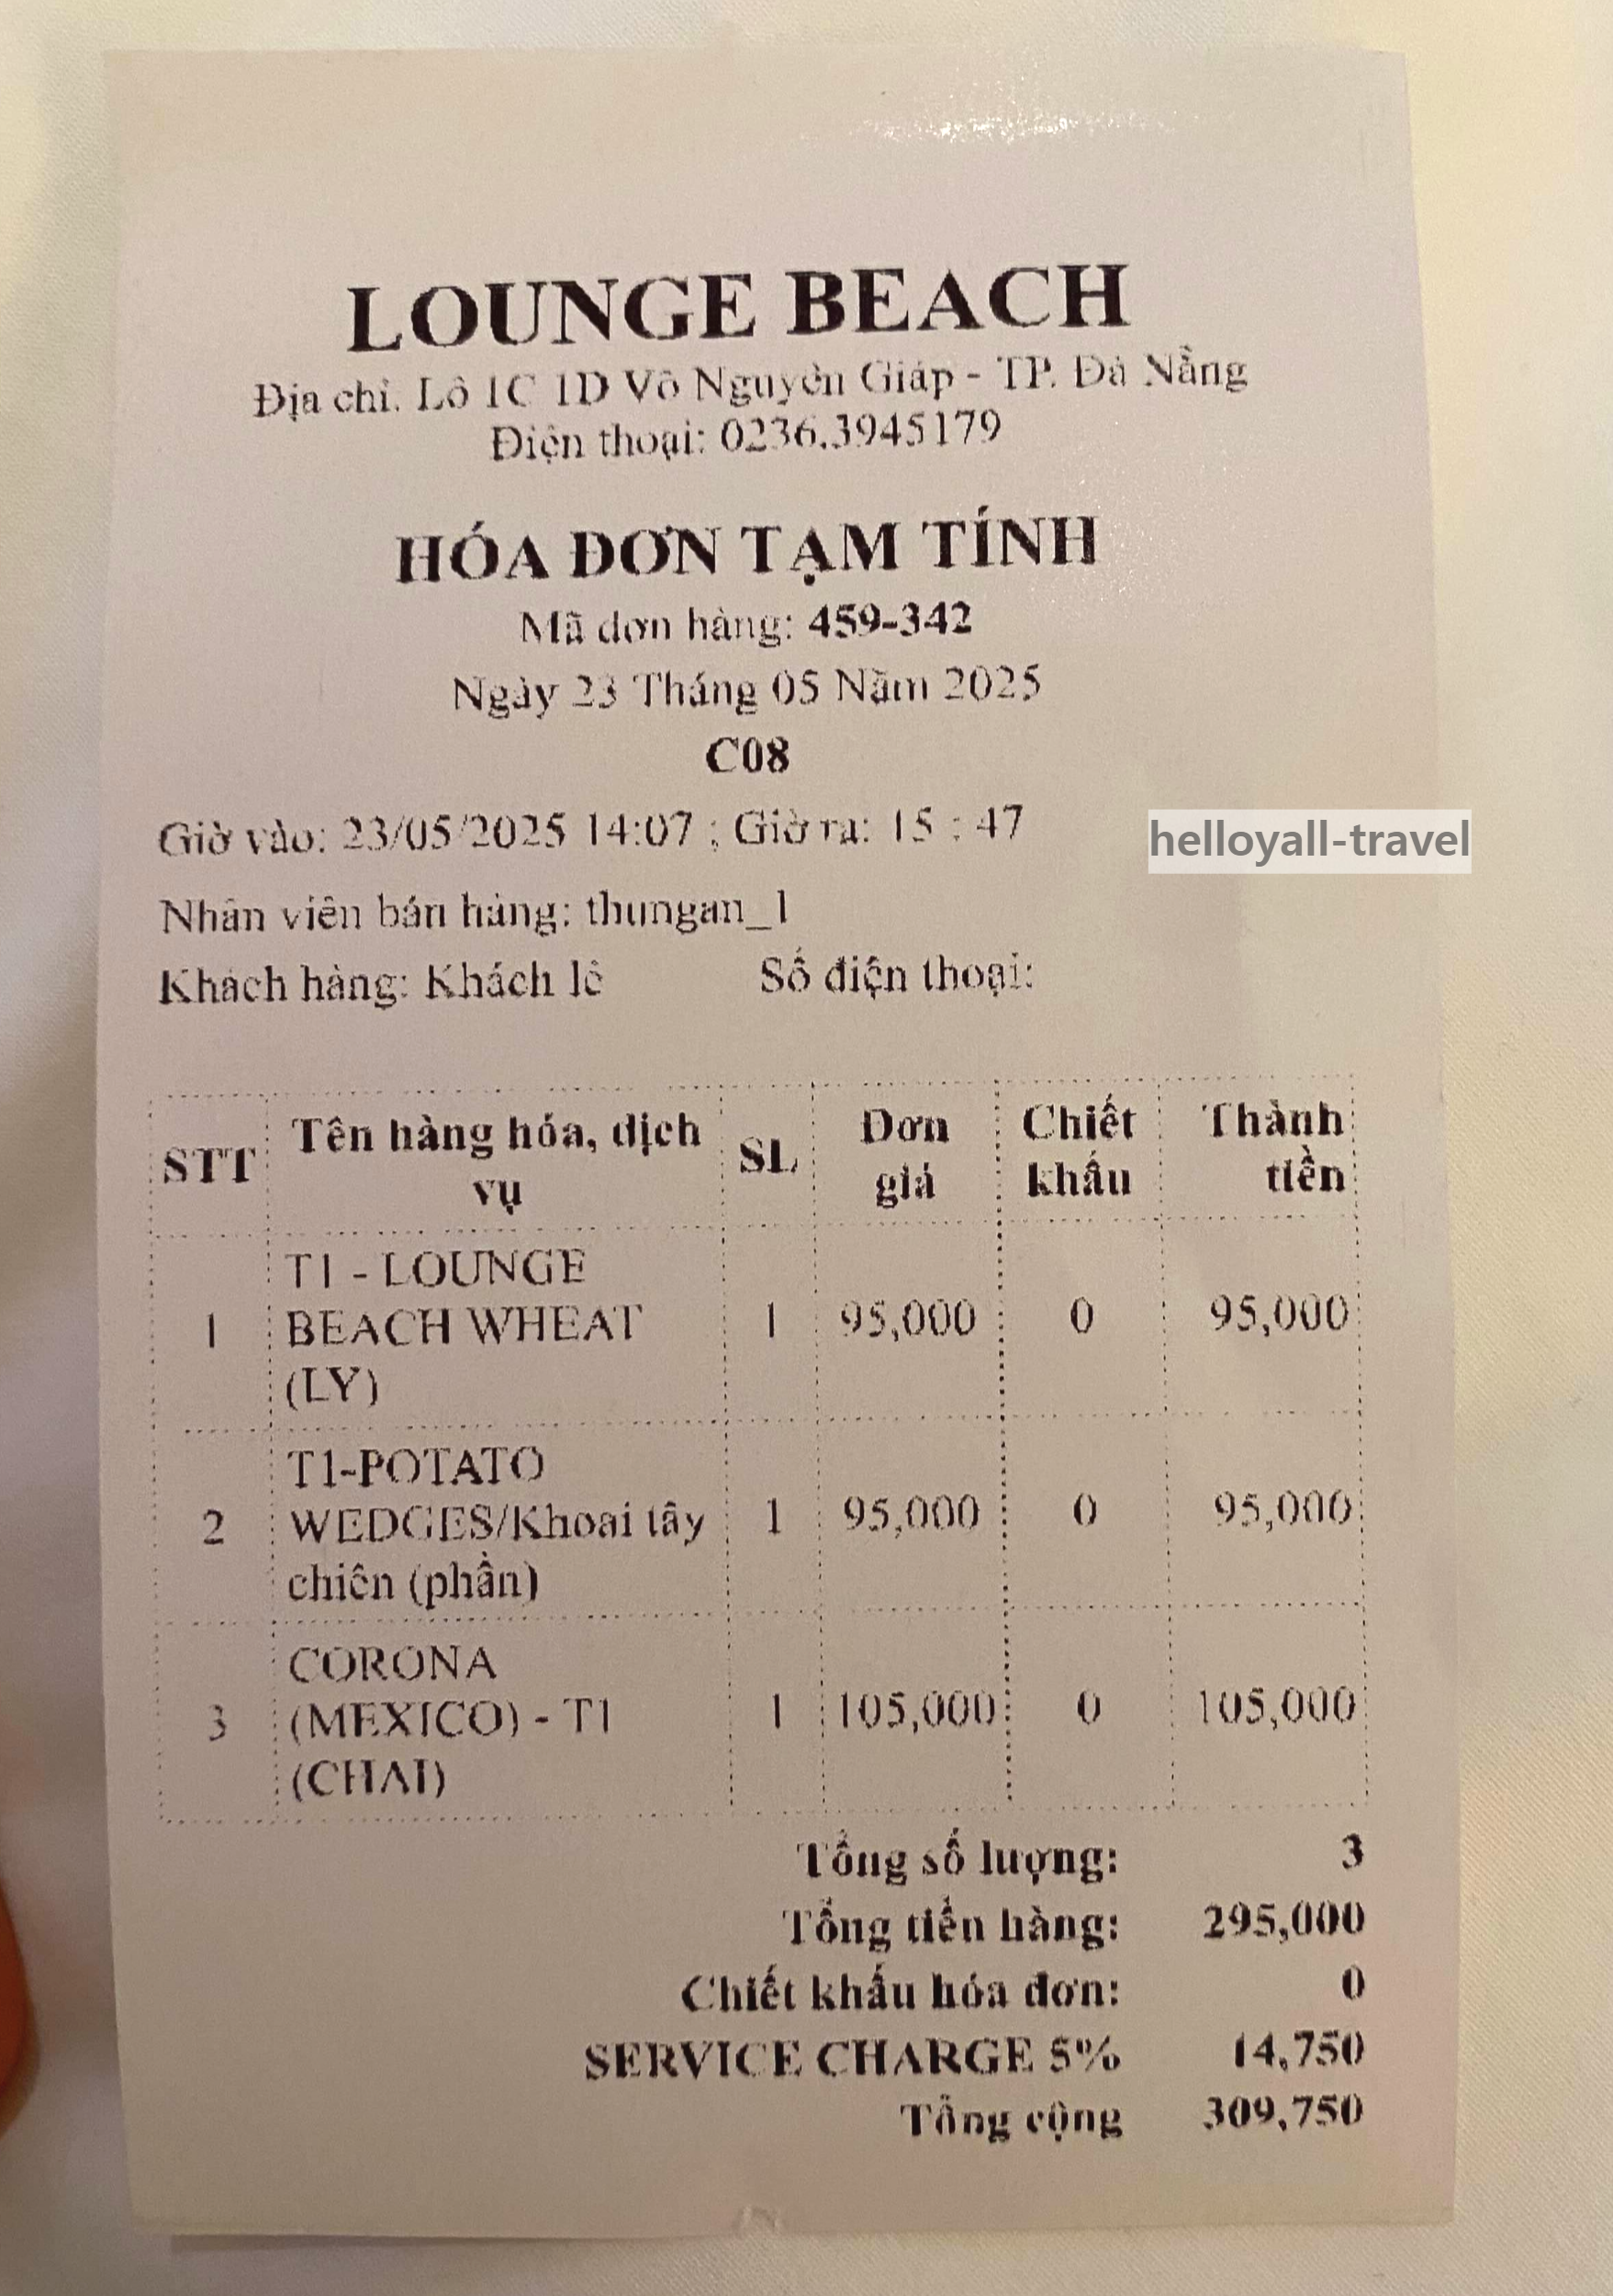 LOUNGE BEACH
Địa chỉ. Lô 1C 1D Võ Nguyên Giáp - TP. Đà Nẵng
Điện thoại: 0236.3945179
HÓA ĐƠN TẠM TÍNH
Mã đơn hàng: 459-342
Ngày 23 Tháng 05 Năm 2025
C08
Giờ vào: 23/05/2025 14:07 ; Giờ ra: 15 : 47
helloyall-travel
Nhân viên bán hàng: thungan_1
Khách hàng: Khách lẻ Số điện thoại:
STT Tên hàng hóa, dịch vụ SL Đơn giá Chiết khấu Thành tiền
1 T1 - LOUNGE BEACH WHEAT (LY) 1 95,000 0 95,000
2 T1-POTATO WEDGES/Khoai tây chiên (phần) 1 95,000 0 95,000
3 CORONA (MEXICO) - T1 (CHAI) 1 105,000 0 105,000
Tổng số lượng: 3
Tổng tiền hàng: 295,000
Chiết khấu hóa đơn: 0
SERVICE CHARGE 5% 14,750
Tổng cộng 309,750